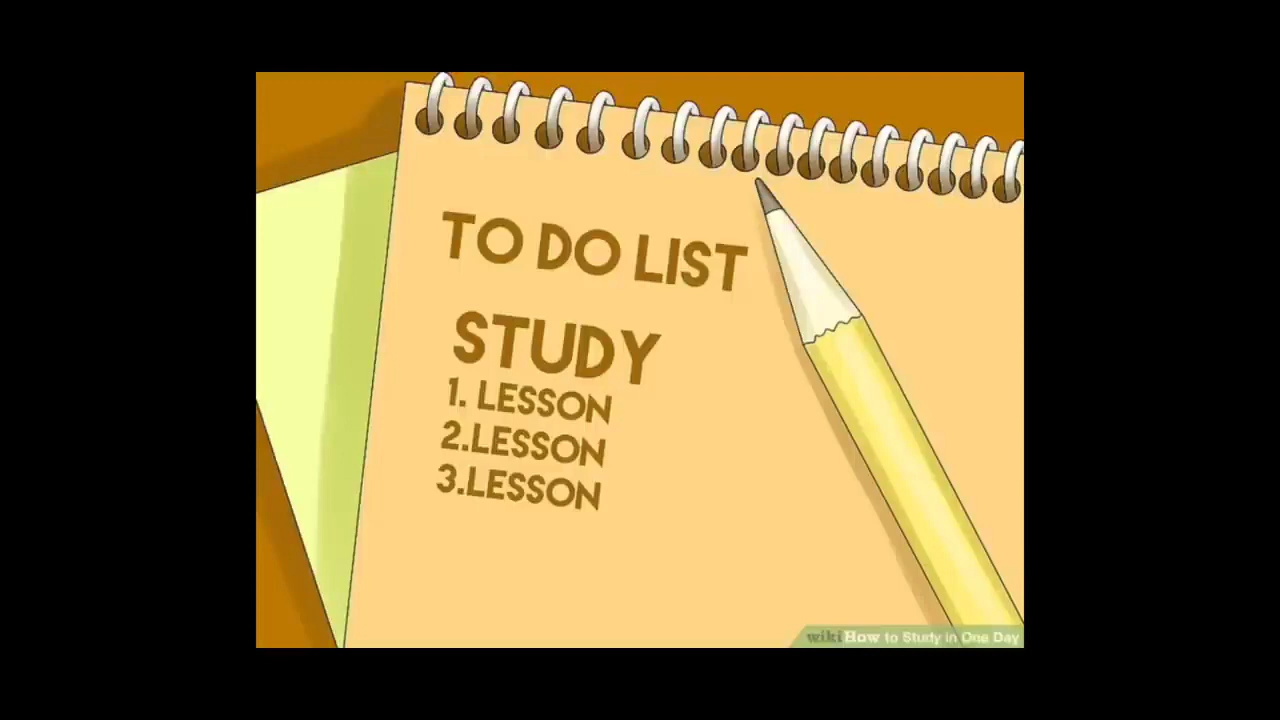 TO DO LIST
STUDY
1. LESSON
2.LESSON
3.LESSON
wikiHow to Study in One Day